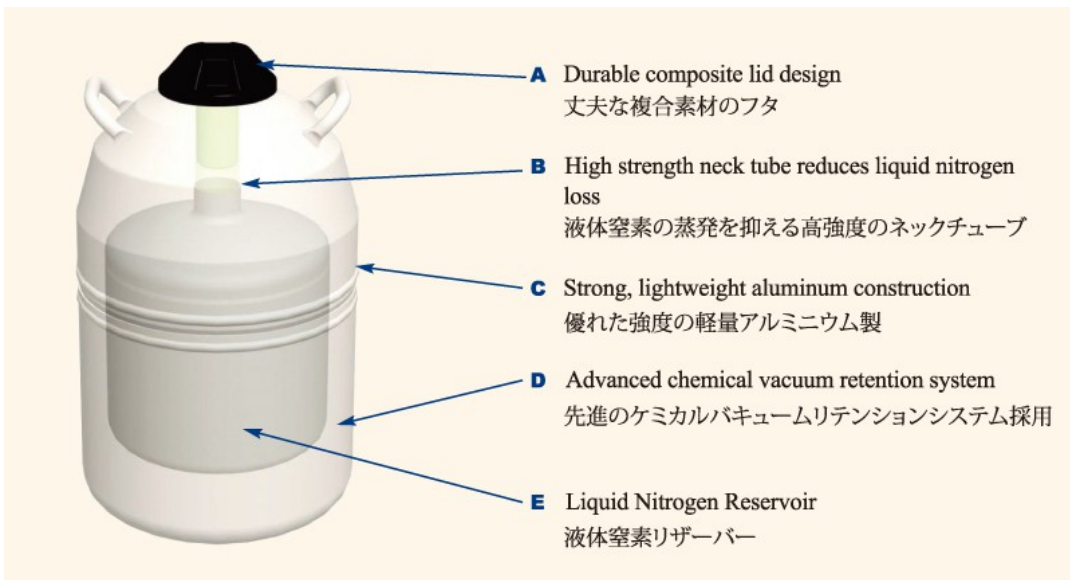 A Durable composite lid design
丈夫な複合素材のフタ
B High strength neck tube reduces liquid nitrogen
loss
液体窒素の蒸発を抑える高強度のネックチューブ
C Strong, lightweight aluminum construction
優れた強度の軽量アルミニウム製
D Advanced chemical vacuum retention system
先進のケミカルバキュームリテンションシステム採用
E Liquid Nitrogen Reservoir
液体窒素リザーバー